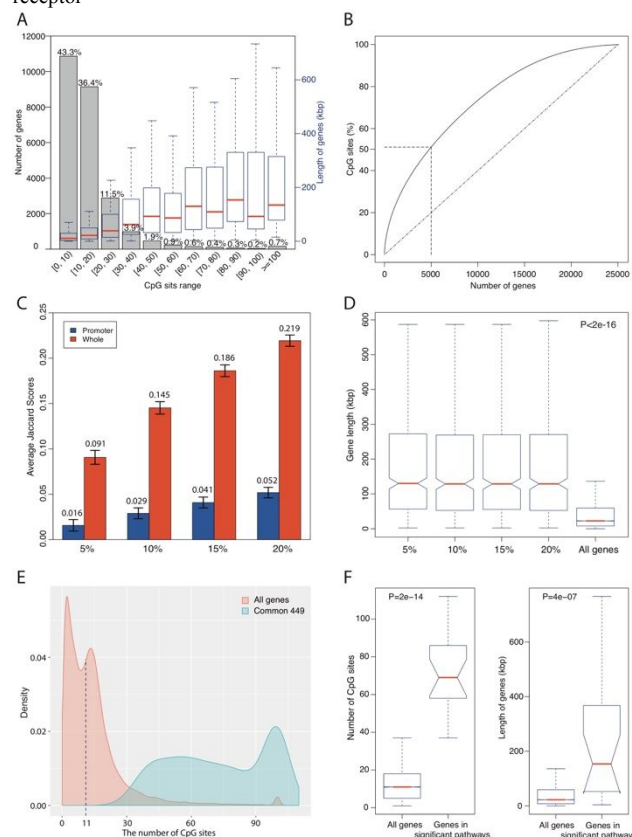 receptor
A
12000
10000
8000
6000
4000
2000
0
Number of genes
43.3%
36.4%
11.5%
3.9%
1.9%
0.9%
0.6%
0.4%
0.3%
0.2%
0.7%
600
400
200
0
Length of genes (kbp)
[0, 10)
[10, 20)
[20, 30)
[30, 40)
[40, 50)
[50, 60)
[60, 70)
[70, 80)
[80, 90)
[90, 100)
>=100
CpG sits range
B
100
80
60
40
20
0
CpG sites (%)
0 5000 10000 15000 20000 25000
Number of genes
C
Promoter
Whole
0.25
0.20
0.15
0.10
0.05
0.00
Average Jaccard Scores
0.016
0.091
0.029
0.145
0.041
0.186
0.052
0.219
5% 10% 15% 20%
D
P<2e-16
600
500
400
300
200
100
0
Gene length (kbp)
5% 10% 15% 20% All genes
E
All genes
Common 449
0.04
0.02
0.00
Density
0 11 30 60 90
The number of CpG sites
F
P=2e−14
100
80
60
40
20
0
Number of CpG sites
All genes Genes in
significant pathways
P=4e−07
600
400
200
0
Length of genes (kbp)
All genes Genes in
significant pathways